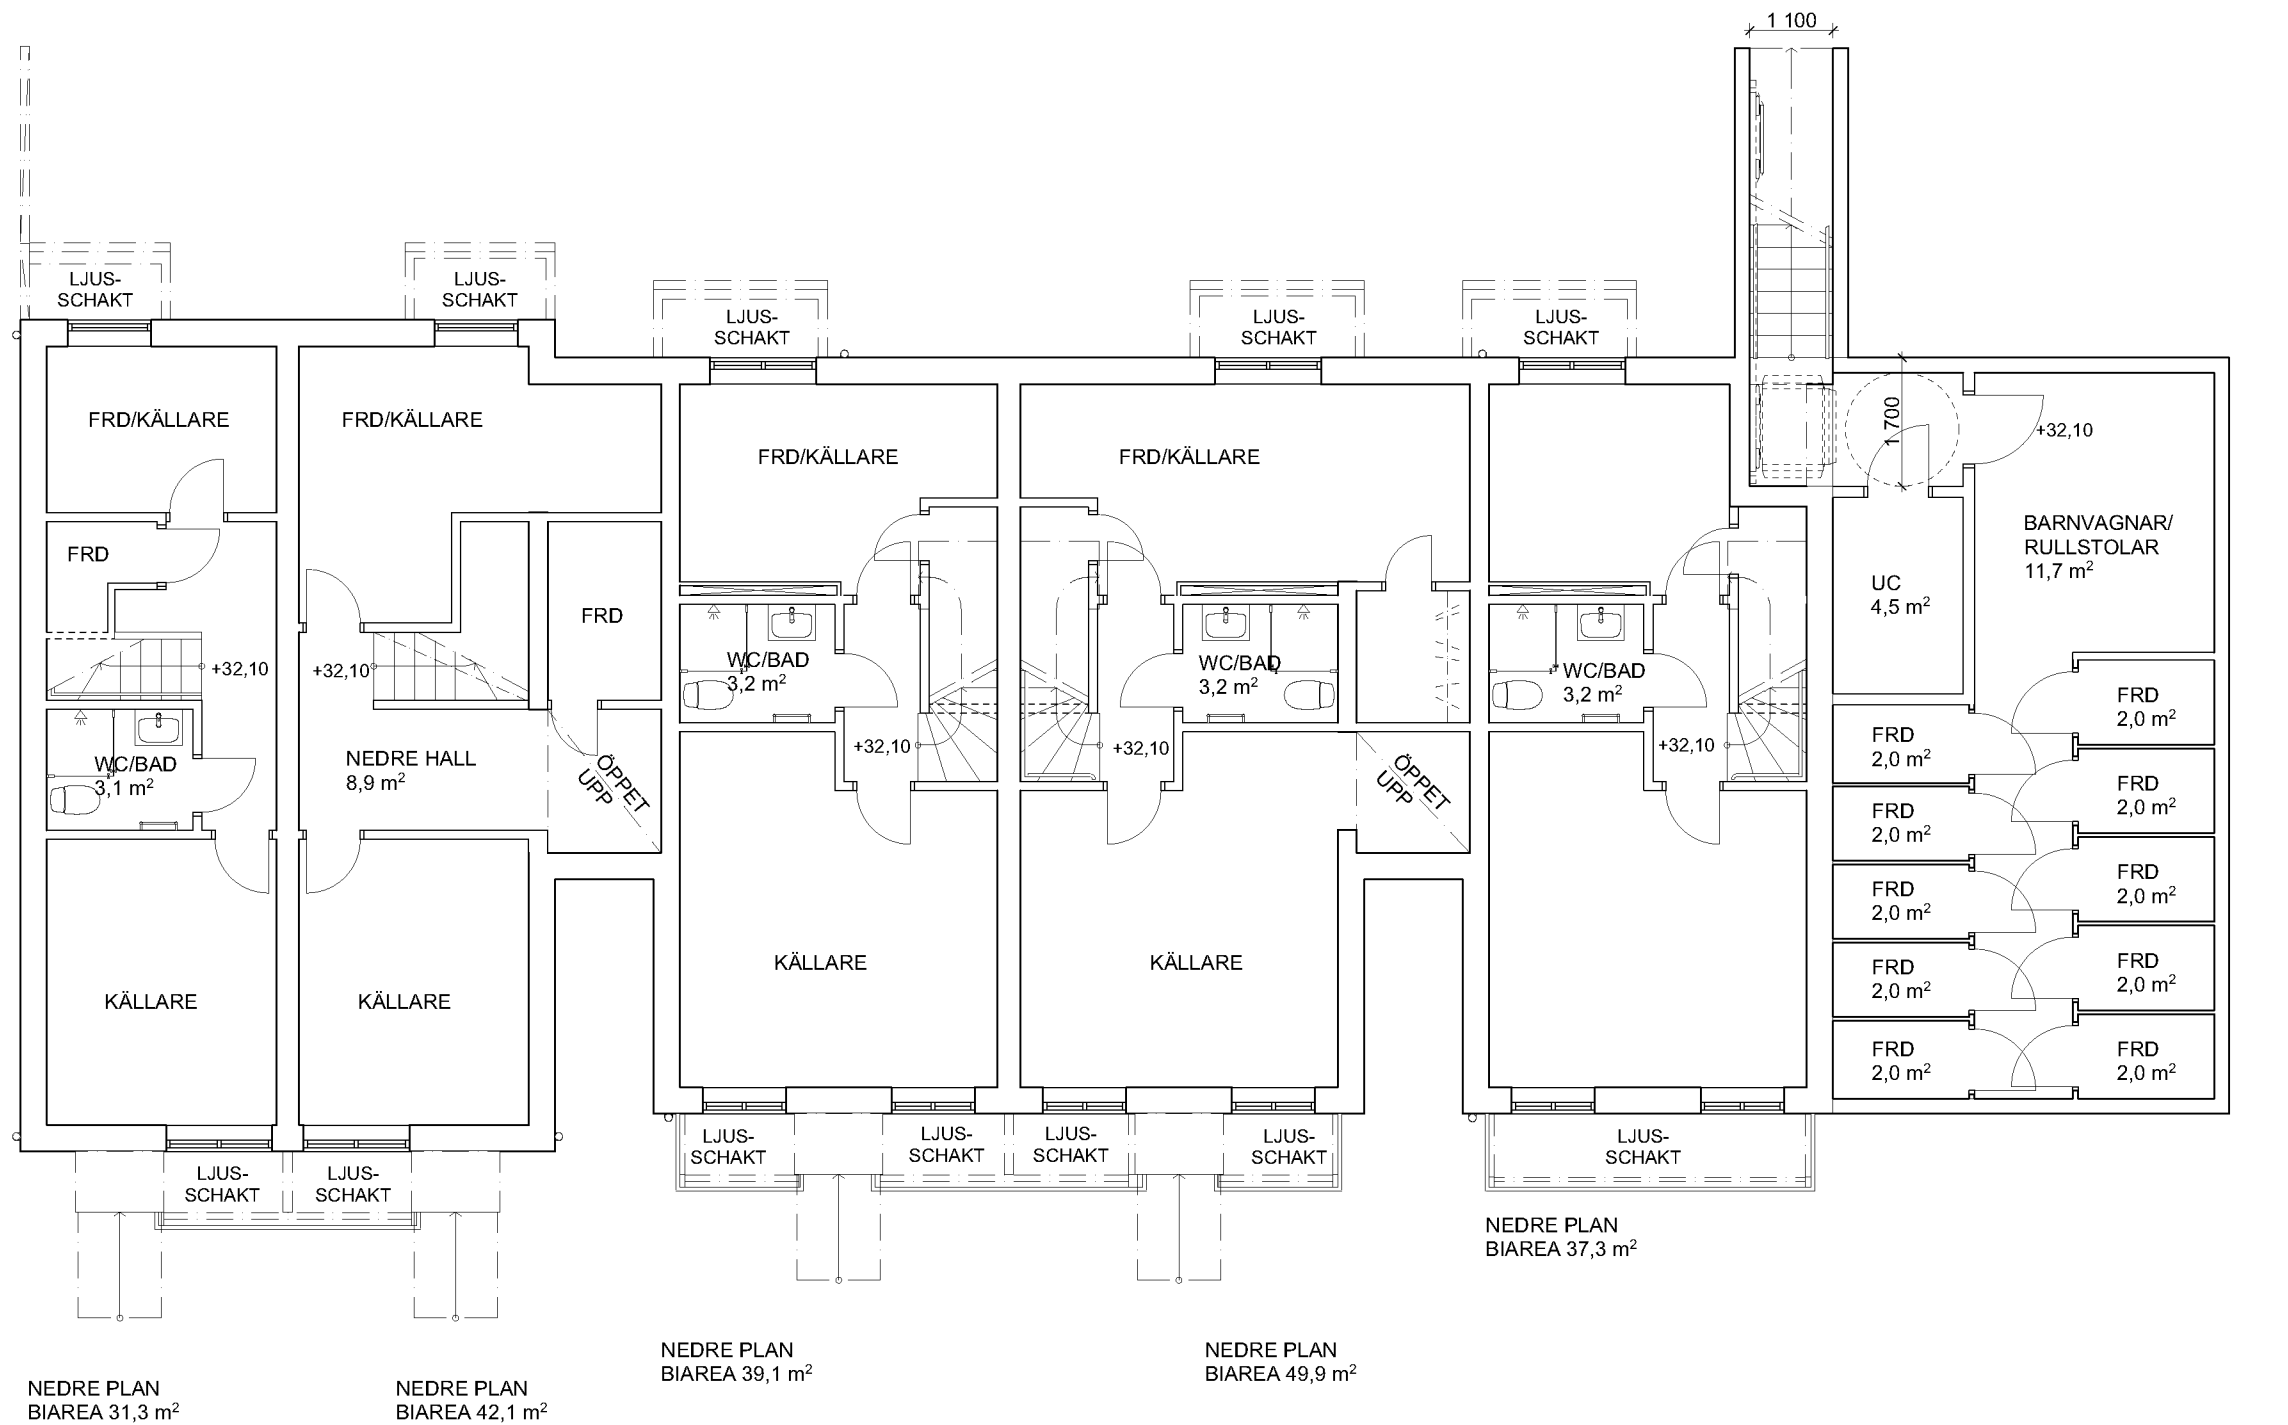 1 100
LJUS-
SCHAKT
LJUS-
SCHAKT
LJUS-
SCHAKT
LJUS-
SCHAKT
LJUS-
SCHAKT
FRD/KÄLLARE
FRD/KÄLLARE
FRD/KÄLLARE
FRD/KÄLLARE
1 700
+32,10
BARNVAGNAR/
RULLSTOLAR
11,7 m²
FRD
FRD
UC
4,5 m²
+32,10
+32,10
WC/BAD
3,2 m²
WC/BAD
3,2 m²
WC/BAD
3,2 m²
+32,10
+32,10
+32,10
WC/BAD
3,1 m²
NEDRE HALL
8,9 m²
ÖPPET
UPP
ÖPPET
UPP
FRD
2,0 m²
FRD
2,0 m²
FRD
2,0 m²
FRD
2,0 m²
FRD
2,0 m²
FRD
2,0 m²
FRD
2,0 m²
FRD
2,0 m²
FRD
2,0 m²
FRD
2,0 m²
KÄLLARE
KÄLLARE
KÄLLARE
KÄLLARE
LJUS-
SCHAKT
LJUS-
SCHAKT
LJUS-
SCHAKT
LJUS-
SCHAKT
LJUS-
SCHAKT
LJUS-
SCHAKT
LJUS-
SCHAKT
NEDRE PLAN
BIAREA 37,3 m²
NEDRE PLAN
BIAREA 39,1 m²
NEDRE PLAN
BIAREA 49,9 m²
NEDRE PLAN
BIAREA 31,3 m²
NEDRE PLAN
BIAREA 42,1 m²